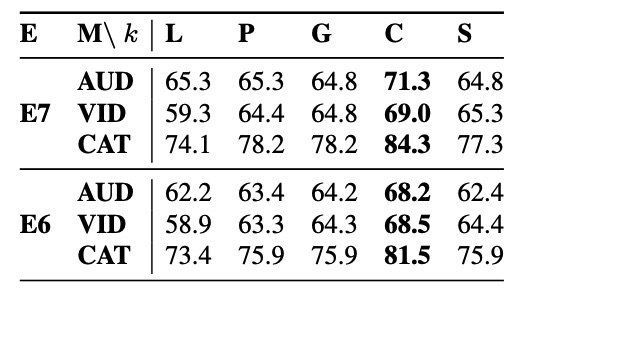 E M\ k L P G C S
AUD 65.3 65.3 64.8 71.3 64.8
E7 VID 59.3 64.4 64.8 69.0 65.3
CAT 74.1 78.2 78.2 84.3 77.3
AUD 62.2 63.4 64.2 68.2 62.4
E6 VID 58.9 63.3 64.3 68.5 64.4
CAT 73.4 75.9 75.9 81.5 75.9